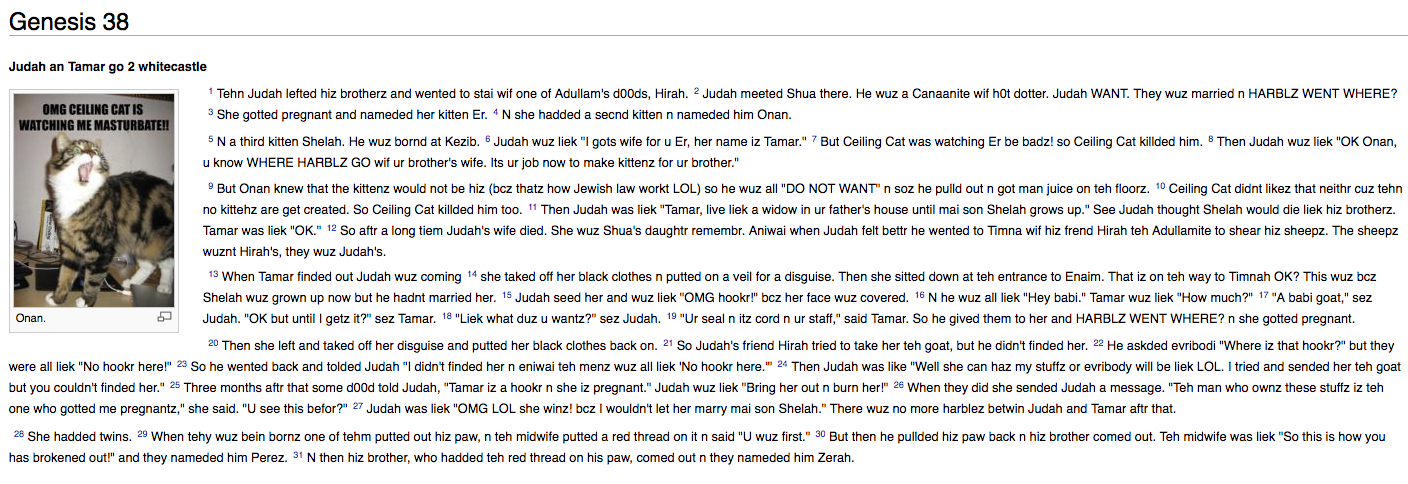 Genesis 38
Judah an Tamar go 2 whitecastle
OMG CEILING CAT IS
WATCHING ME MASTURBATE!!
Onan.
1 Tehn Judah lefted hiz brotherz and wented to stai wif one of Adullam's d00ds, Hirah. 2 Judah meeted Shua there. He wuz a Canaanite wif h0t dotter. Judah WANT. They wuz married n HARBLZ WENT WHERE?
3 She gotted pregnant and nameded her kitten Er. 4 N she hadded a secnd kitten n nameded him Onan.
5 N a third kitten Shelah. He wuz bornd at Kezib. 6 Judah wuz liek "I gots wife for u Er, her name iz Tamar." 7 But Ceiling Cat was watching Er be badz! so Ceiling Cat killded him. 8 Then Judah wuz liek "OK Onan,
u know WHERE HARBLZ GO wif ur brother's wife. Its ur job now to make kittenz for ur brother."
9 But Onan knew that the kittenz would not be hiz (bcz thatz how Jewish law workt LOL) so he wuz all "DO NOT WANT" n soz he pulld out n got man juice on teh floorz. 10 Ceiling Cat didnt likez that neithr cuz tehn
no kittehz are get created. So Ceiling Cat killded him too. 11 Then Judah was liek "Tamar, live liek a widow in ur father's house until mai son Shelah grows up." See Judah thought Shelah would die liek hiz brotherz.
Tamar was liek "OK." 12 So aftr a long tiem Judah's wife died. She wuz Shua's daughtr remembr. Aniwai when Judah felt bettr he wented to Timna wif hiz frend Hirah teh Adullamite to shear hiz sheepz. The sheepz
wuznt Hirah's, they wuz Judah's.
13 When Tamar finded out Judah wuz coming 14 she taked off her black clothes n putted on a veil for a disguise. Then she sitted down at teh entrance to Enaim. That iz on teh way to Timnah OK? This wuz bcz
Shelah wuz grown up now but he hadnt married her. 15 Judah seed her and wuz liek "OMG hookr!" bcz her face wuz covered. 16 N he wuz all liek "Hey babi." Tamar wuz liek "How much?" 17 "A babi goat," sez
Judah. "OK but until I getz it?" sez Tamar. 18 "Liek what duz u wantz?" sez Judah. 19 "Ur seal n itz cord n ur staff," said Tamar. So he gived them to her and HARBLZ WENT WHERE? n she gotted pregnant.
20 Then she left and taked off her disguise and putted her black clothes back on. 21 So Judah's friend Hirah tried to take her teh goat, but he didn't finded her. 22 He askded evribodi "Where iz that hookr?" but they
were all liek "No hookr here!" 23 So he wented back and tolded Judah "I didn't finded her n eniwai teh menz wuz all liek 'No hookr here.'" 24 Then Judah was like "Well she can haz my stuffz or evribody will be liek LOL. I tried and sended her teh goat
but you couldn't finded her." 25 Three months aftr that some d00d told Judah, "Tamar iz a hookr n she iz pregnant." Judah wuz liek "Bring her out n burn her!" 26 When they did she sended Judah a message. "Teh man who ownz these stuffz iz teh
one who gotted me pregnantz," she said. "U see this befor?" 27 Judah was liek "OMG LOL she winz! bcz I wouldn't let her marry mai son Shelah." There wuz no more harblez betwin Judah and Tamar aftr that.
28 She hadded twins. 29 When tehy wuz bein bornz one of tehm putted out hiz paw, n teh midwife putted a red thread on it n said "U wuz first." 30 But then he pullded hiz paw back n hiz brother comed out. Teh midwife was liek "So this is how you
has brokened out!" and they nameded him Perez. 31 N then hiz brother, who hadded teh red thread on his paw, comed out n they nameded him Zerah.